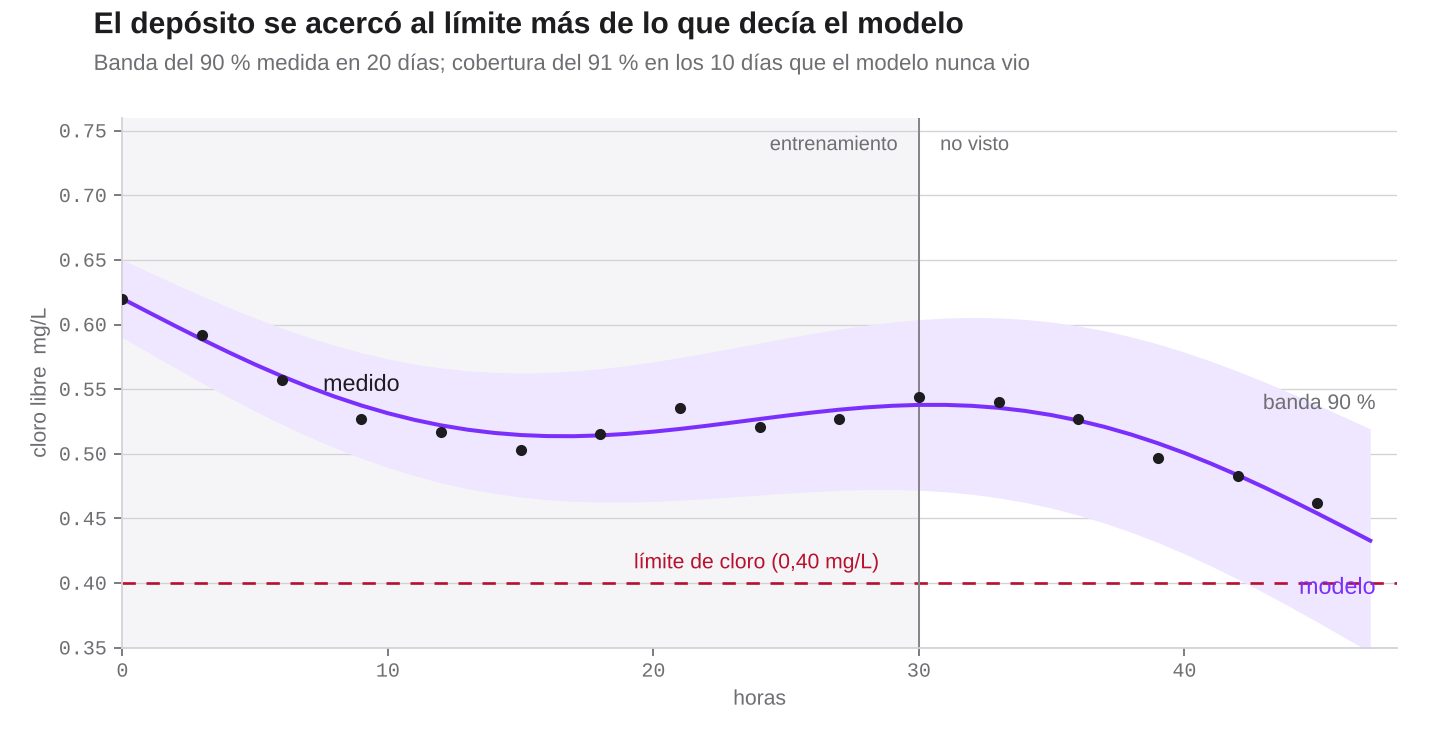 El depósito se acercó al límite más de lo que decía el modelo
Banda del 90 % medida en 20 días; cobertura del 91 % en los 10 días que el modelo nunca vio
0.75
0.70
0.65
0.60
0.55
0.50
0.45
0.40
0.35
cloro libre mg/L
entrenamiento
no visto
medido
banda 90 %
límite de cloro (0,40 mg/L)
modelo
0
10
20
30
40
horas